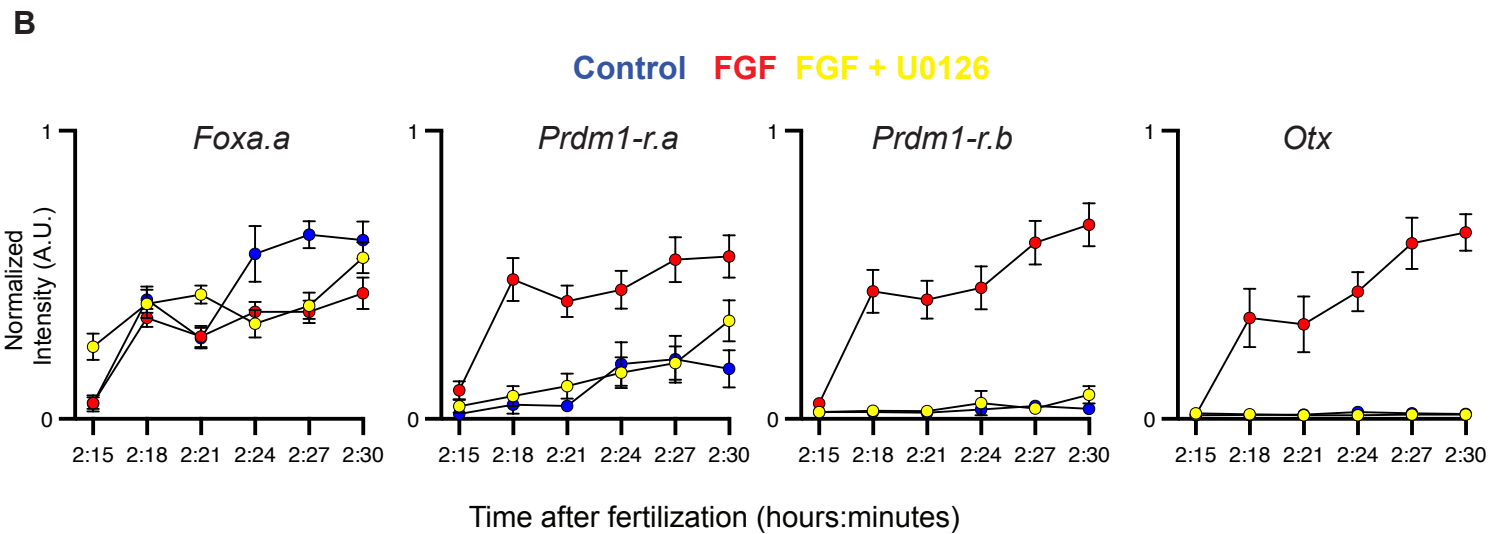 B
Control FGF FGF + U0126
Foxa.a Prdm1-r.a Prdm1-r.b Otx
1 1 1 1
Normalized
Intensity (A.U.)
0 0 0 0
2:15 2:18 2:21 2:24 2:27 2:30 2:15 2:18 2:21 2:24 2:27 2:30 2:15 2:18 2:21 2:24 2:27 2:30 2:15 2:18 2:21 2:24 2:27 2:30
Time after fertilization (hours:minutes)